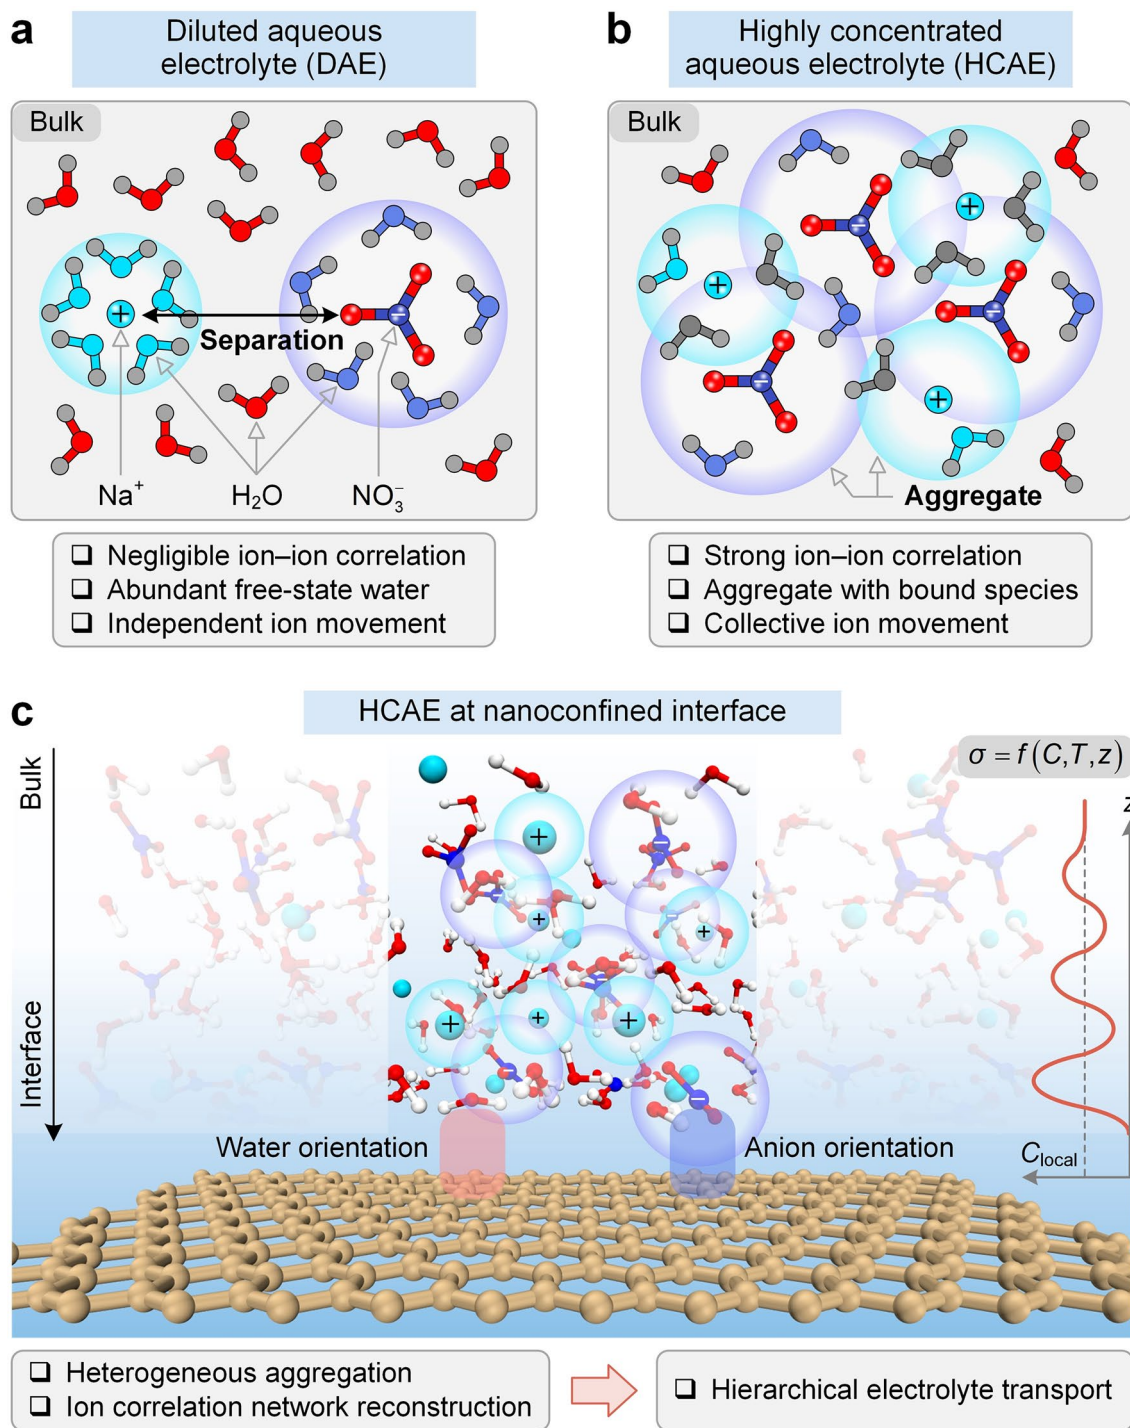 a
Diluted aqueous
electrolyte (DAE)
Bulk
+
−
Separation
Na⁺
H₂O
NO₃⁻
❑ Negligible ion–ion correlation
❑ Abundant free-state water
❑ Independent ion movement
b
Highly concentrated
aqueous electrolyte (HCAE)
Bulk
+
−
+
−
−
+
Aggregate
❑ Strong ion–ion correlation
❑ Aggregate with bound species
❑ Collective ion movement
c
HCAE at nanoconfined interface
Bulk
Interface
+
−
−
+
−
+
−
+
+
+
−
−
σ = f(C,T,z)
z
C local
Water orientation
Anion orientation
❑ Heterogeneous aggregation
❑ Ion correlation network reconstruction
❑ Hierarchical electrolyte transport